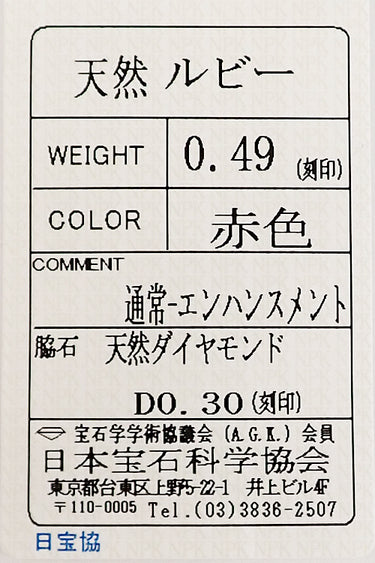 天然 ルビー
WEIGHT 0.49 (刻印)
COLOR 赤色
COMMENT
通常-エンハンスメント
脇石 天然ダイヤモンド
D0.30(刻印)
宝石学学術協議会 (A.G.K.) 会員
日本宝石科学協会
東京都台東区上野5-22-1 井上ビル4F
〒110-0005 Tel.(03)3836-2507
日宝協